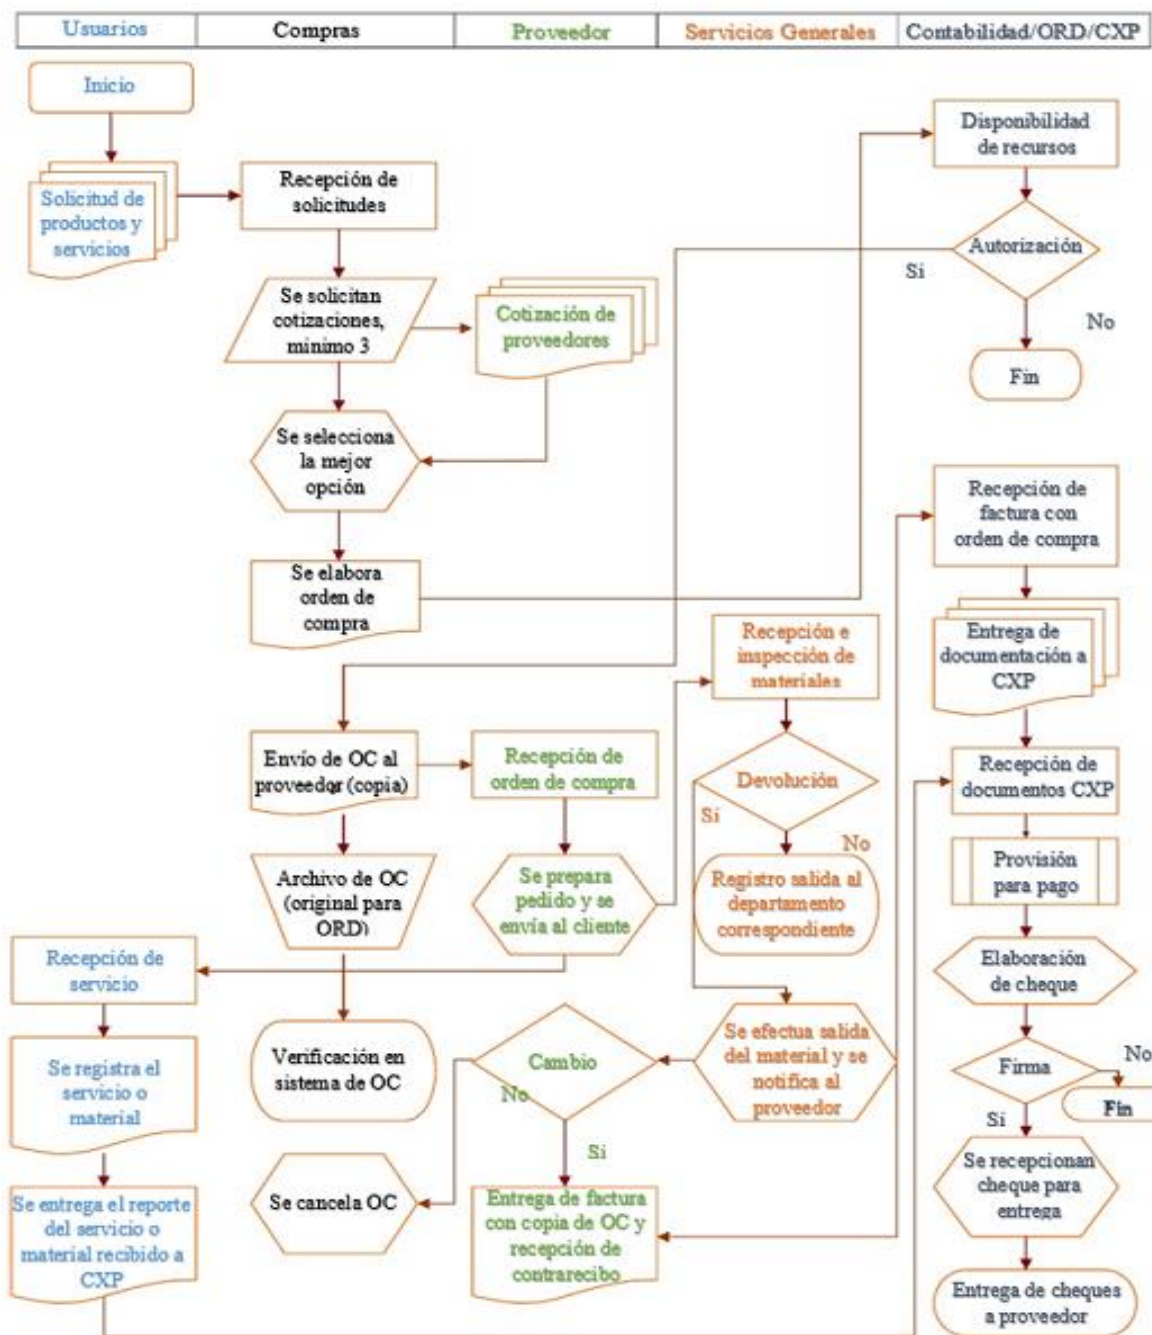 Usuarios
Compras
Proveedor
Servicios Generales
Contabilidad/ORD/CXP
Inicio
Solicitud de
productos y
servicios
Recepción de
solicitudes
Se solicitan
cotizaciones,
minimo 3
Cotización de
proveedores
Se selecciona
la mejor
opción
Se elabora
orden de
compra
Disponibilidad
de recursos
Autorización
Si
No
Fin
Recepción de
factura con
orden de compra
Entrega de
documentación a
CXP
Recepción e
inspección de
materiales
Envío de OC al
proveedor (copia)
Recepción de
orden de compra
Devolución
Sí
No
Recepción de
documentos CXP
Archivo de OC
(original para
ORD)
Se prepara
pedido y se
envía al cliente
Registro salida al
departamento
correspondiente
Provisión
para pago
Recepción de
servicio
Elaboración
de cheque
Se registra el
servicio o
material
Verificación en
sistema de OC
Cambio
No
Si
Se efectua salida
del material y se
notifica al
proveedor
Firma
No
Fin
Si
Se entrega el reporte
del servicio o
material recibido a
CXP
Se cancela OC
Entrega de factura
con copia de OC y
recepción de
contrarecibo
Se recepcionan
cheque para
entrega
Entrega de cheques
a proveedor